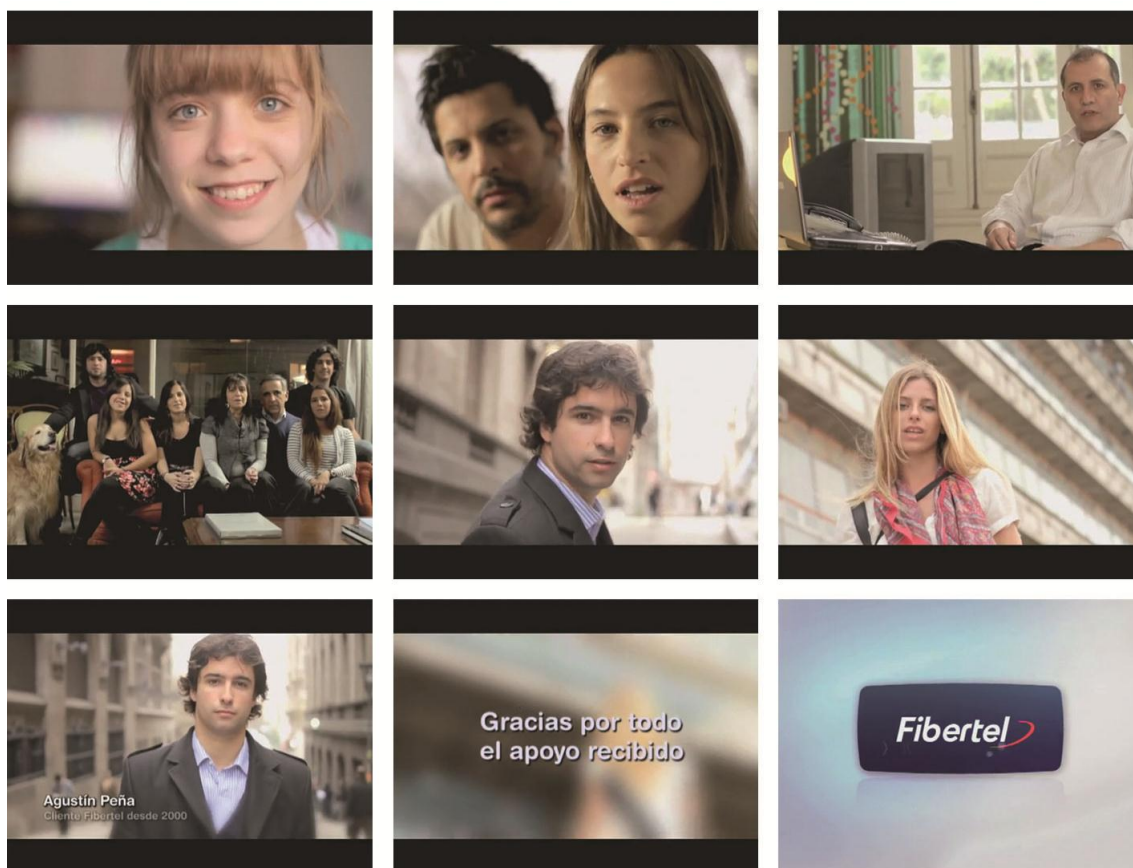 Agustín Peña
Cliente Fibertel desde 2000
Gracias por todo
el apoyo recibido
Fibertel